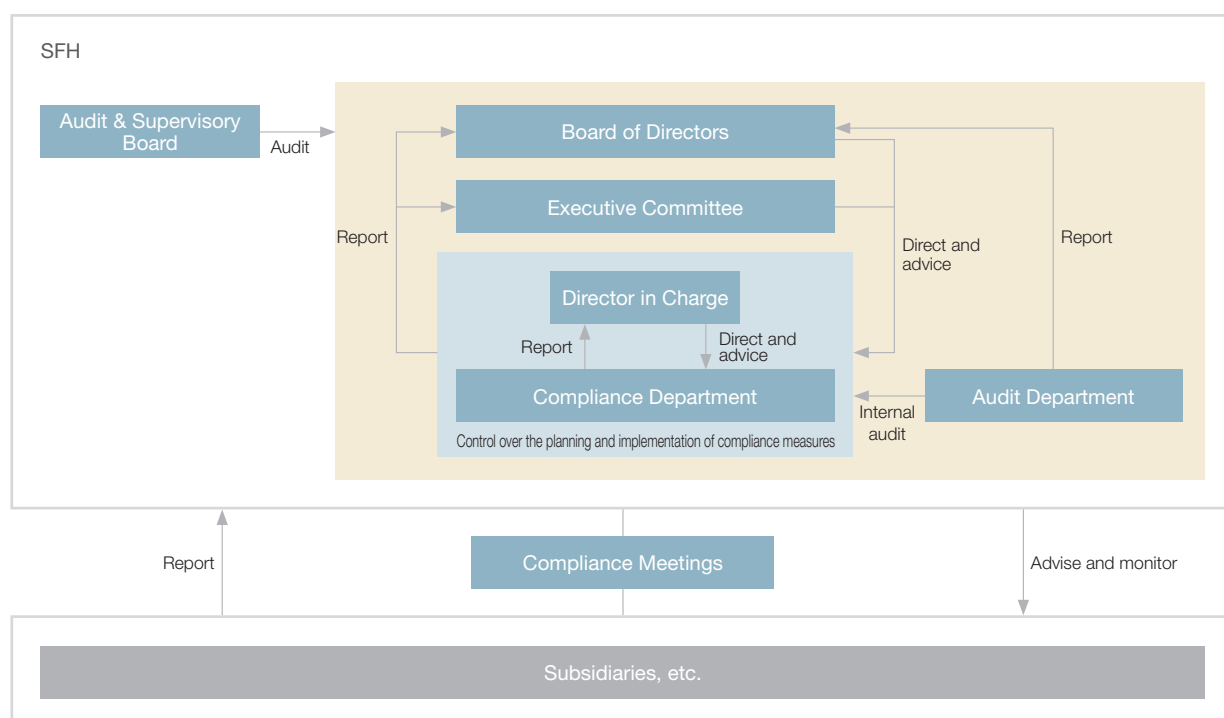 SFH
Audit & Supervisory
Board
Audit
Board of Directors
Executive Committee
Report
Direct and
advice
Report
Director in Charge
Report
Direct and
advice
Compliance Department
Internal
audit
Audit Department
Control over the planning and implementation of compliance measures
Report
Compliance Meetings
Advise and monitor
Subsidiaries, etc.